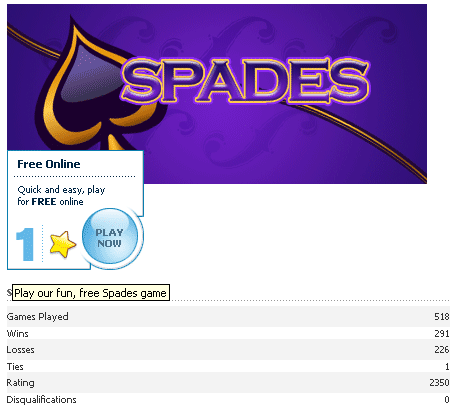 SPADES
Free Online
Quick and easy, play
for FREE online
1
PLAY
NOW
Play our fun, free Spades game
Games Played 518
Wins 291
Losses 226
Ties 1
Rating 2350
Disqualifications 0